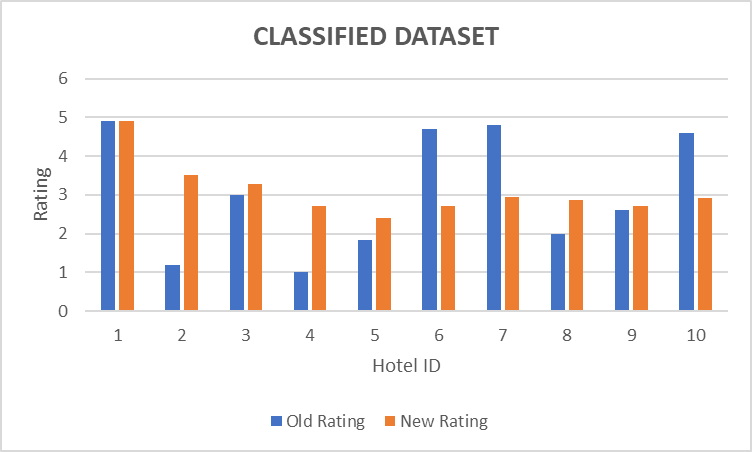 CLASSIFIED DATASET
Rating
6
5
4
3
2
1
0
1 2 3 4 5 6 7 8 9 10
Hotel ID
Old Rating New Rating